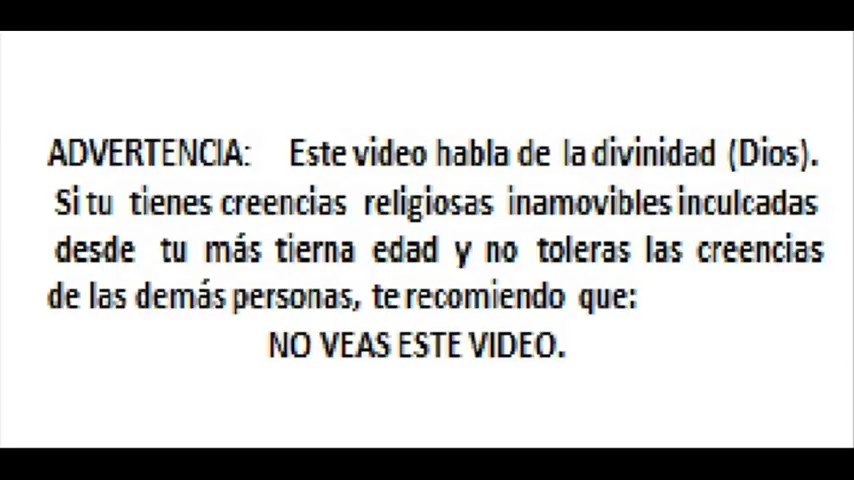 ADVERTENCIA: Este video habla de la divinidad (Dios).
Si tu tienes creencias religiosas inamovibles inculcadas
desde tu más tierna edad y no toleras las creencias
de las demás personas, te recomiendo que:
NO VEAS ESTE VIDEO.